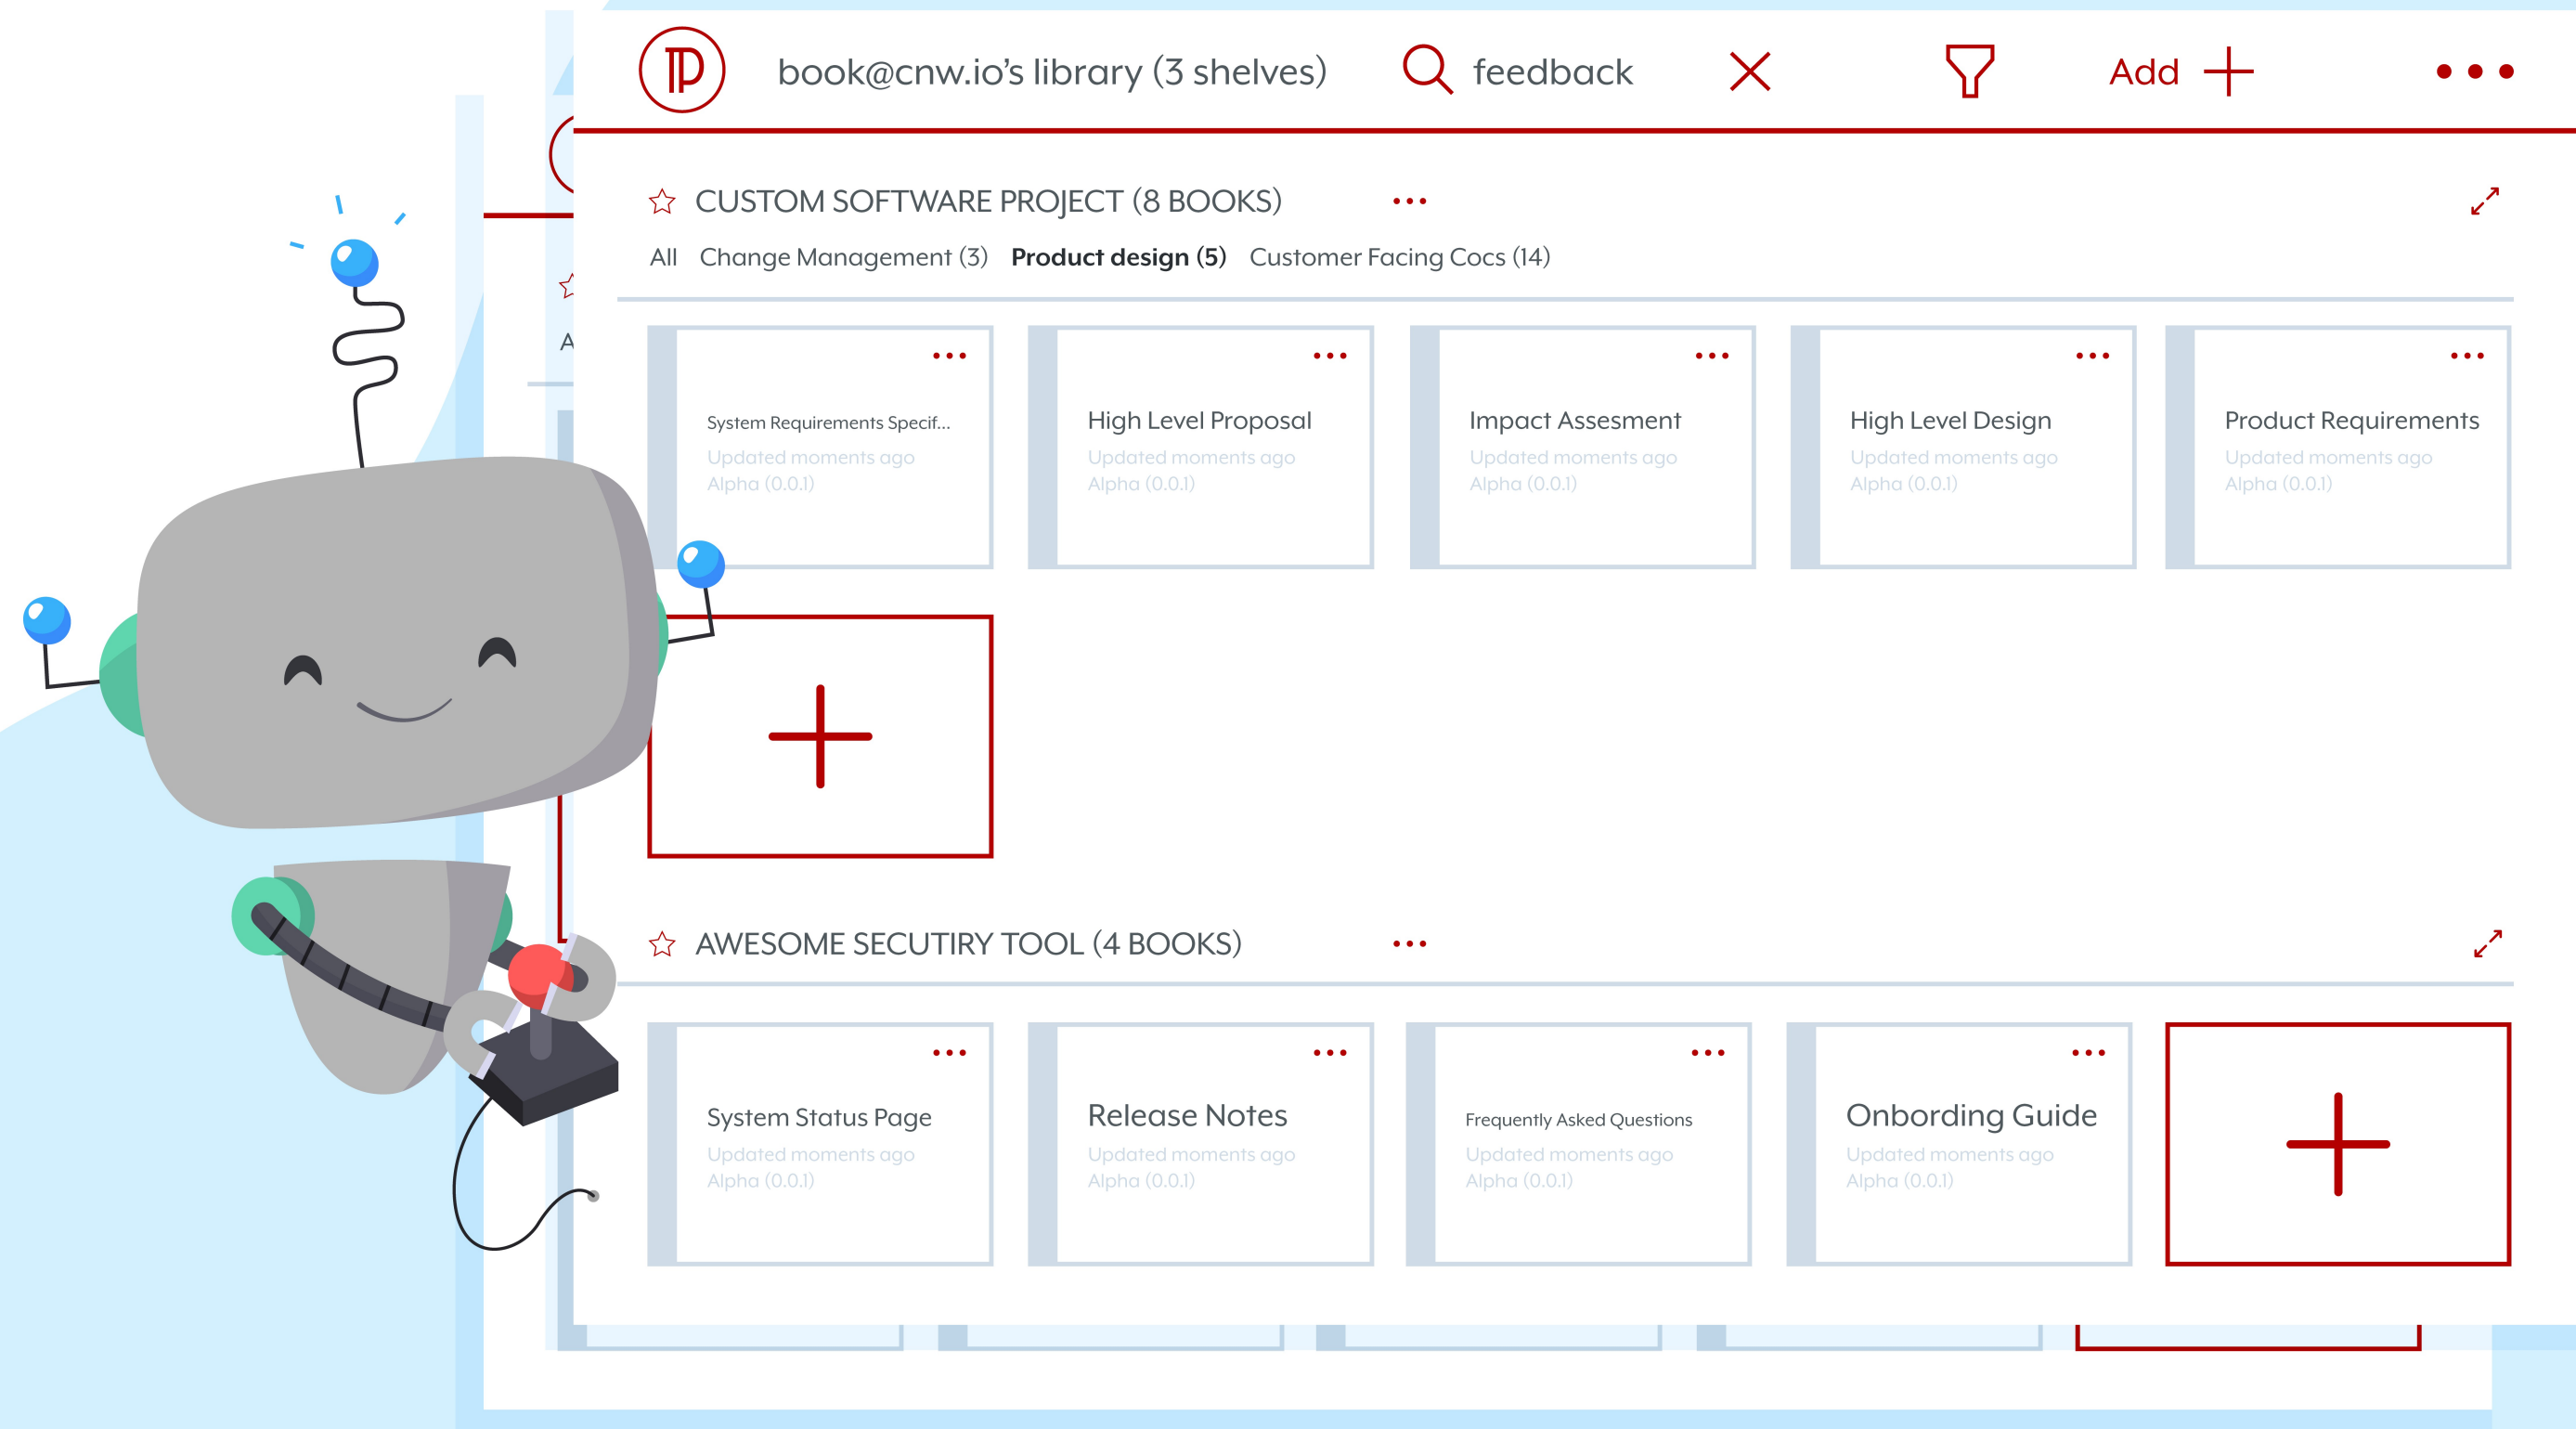 book@cnw.io’s library (3 shelves) feedback Add
CUSTOM SOFTWARE PROJECT (8 BOOKS)
All Change Management (3) Product design (5) Customer Facing Cocs (14)
System Requirements Specif...
Updated moments ago
Alpha (0.0.1)
High Level Proposal
Updated moments ago
Alpha (0.0.1)
Impact Assesment
Updated moments ago
Alpha (0.0.1)
High Level Design
Updated moments ago
Alpha (0.0.1)
Product Requirements
Updated moments ago
Alpha (0.0.1)
AWESOME SECUTIRY TOOL (4 BOOKS)
System Status Page
Updated moments ago
Alpha (0.0.1)
Release Notes
Updated moments ago
Alpha (0.0.1)
Frequently Asked Questions
Updated moments ago
Alpha (0.0.1)
Onbording Guide
Updated moments ago
Alpha (0.0.1)